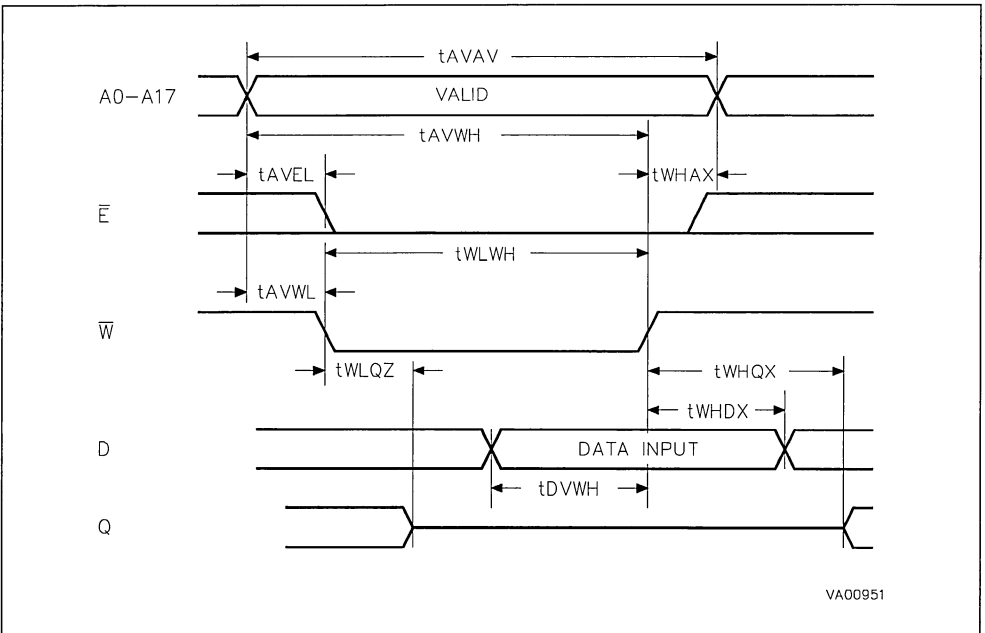 tAVAV
A0-A17
VALID
tAVWH
tAVEL
tWHAX
E̅
tWLWH
tAVWL
W̅
tWLQZ
tWHQX
tWHDX
D
DATA INPUT
tDVWH
Q
VA00951